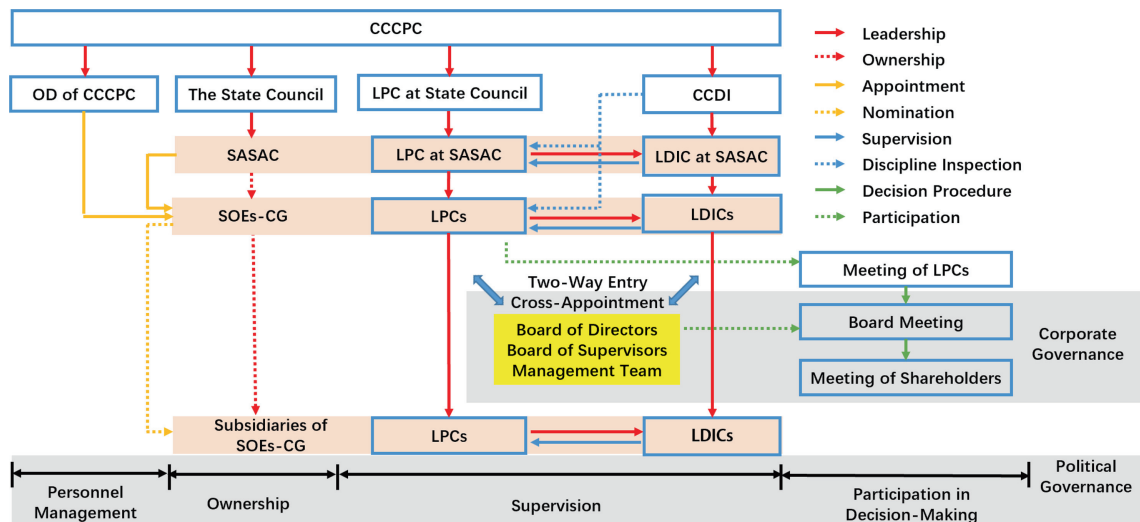 CCCPC
OD of CCCPC
The State Council
LPC at State Council
CCDI
SASAC
LPC at SASAC
LDIC at SASAC
SOEs-CG
LPCs
LDICs
Two-Way Entry
Cross-Appointment
Board of Directors
Board of Supervisors
Management Team
Subsidiaries of
SOEs-CG
LPCs
LDICs
Leadership
Ownership
Appointment
Nomination
Supervision
Discipline Inspection
Decision Procedure
Participation
Meeting of LPCs
Board Meeting
Meeting of Shareholders
Corporate
Governance
Personnel
Management
Ownership
Supervision
Participation in
Decision-Making
Political
Governance